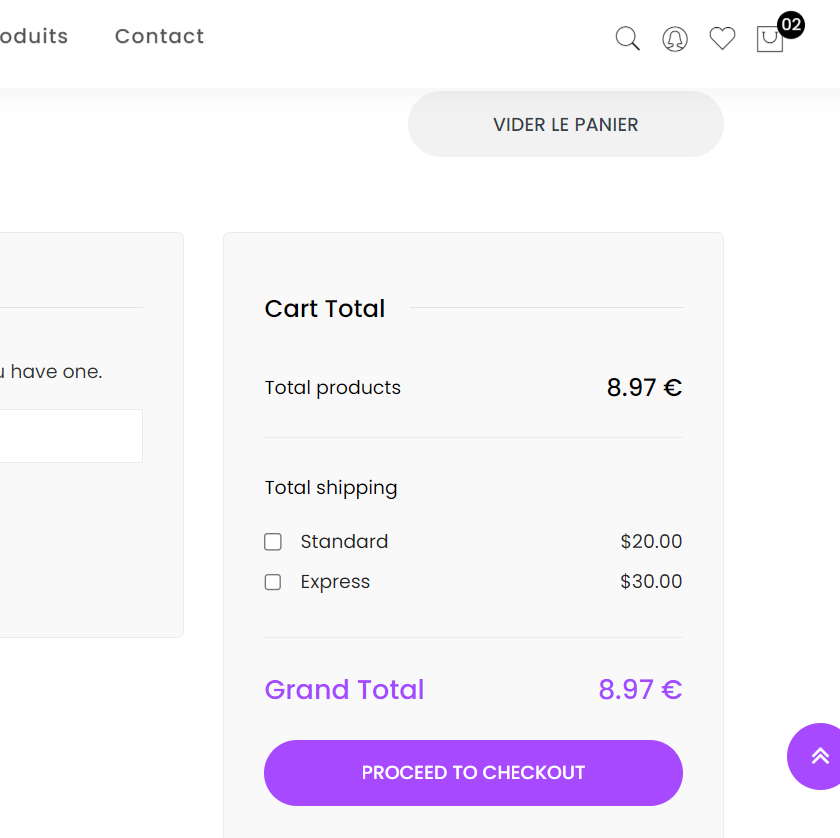 oduits Contact 02
VIDER LE PANIER
Cart Total
u have one.
Total products 8.97 €
Total shipping
Standard $20.00
Express $30.00
Grand Total 8.97 €
PROCEED TO CHECKOUT